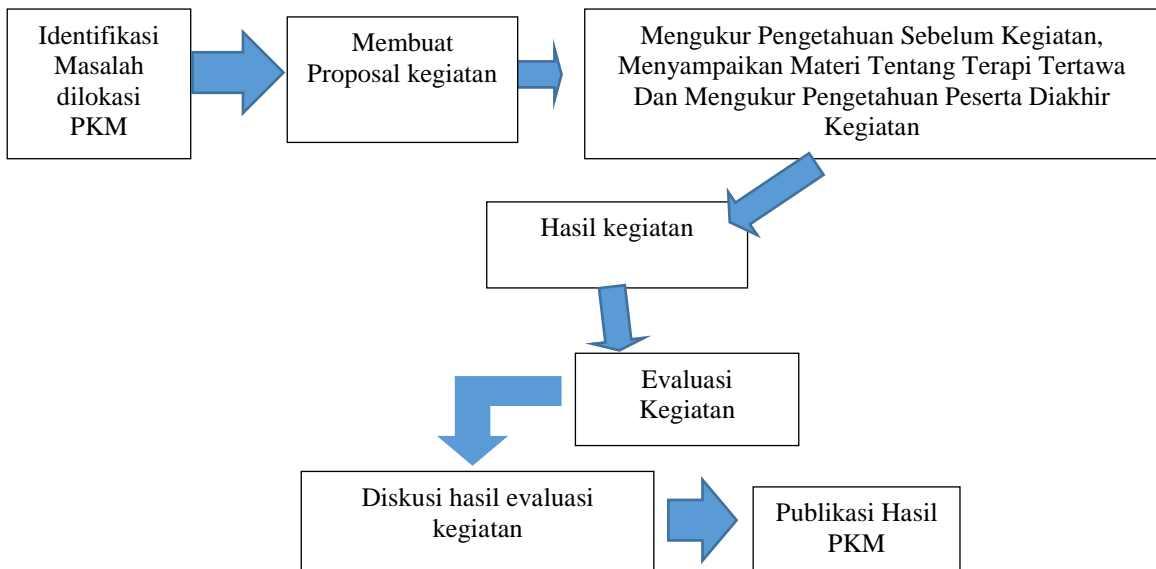 Identifikasi
Masalah
dilokasi
PKM
Membuat
Proposal kegiatan
Mengukur Pengetahuan Sebelum Kegiatan,
Menyampaikan Materi Tentang Terapi Tertawa
Dan Mengukur Pengetahuan Peserta Diakhir
Kegiatan
Hasil kegiatan
Evaluasi
Kegiatan
Diskusi hasil evaluasi
kegiatan
Publikasi Hasil
PKM